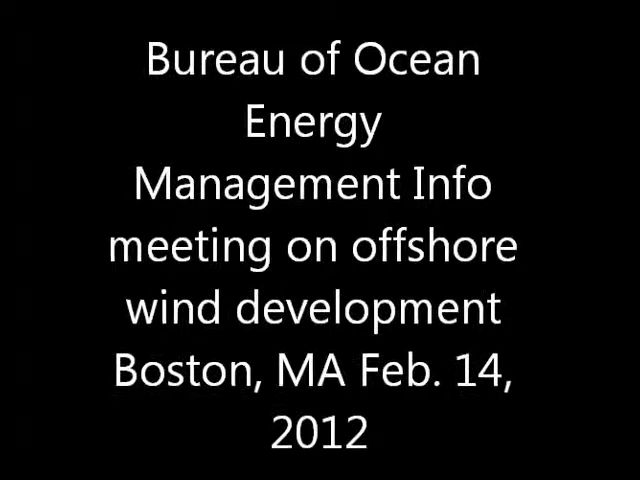 Bureau of Ocean
Energy
Management Info
meeting on offshore
wind development
Boston, MA Feb. 14,
2012